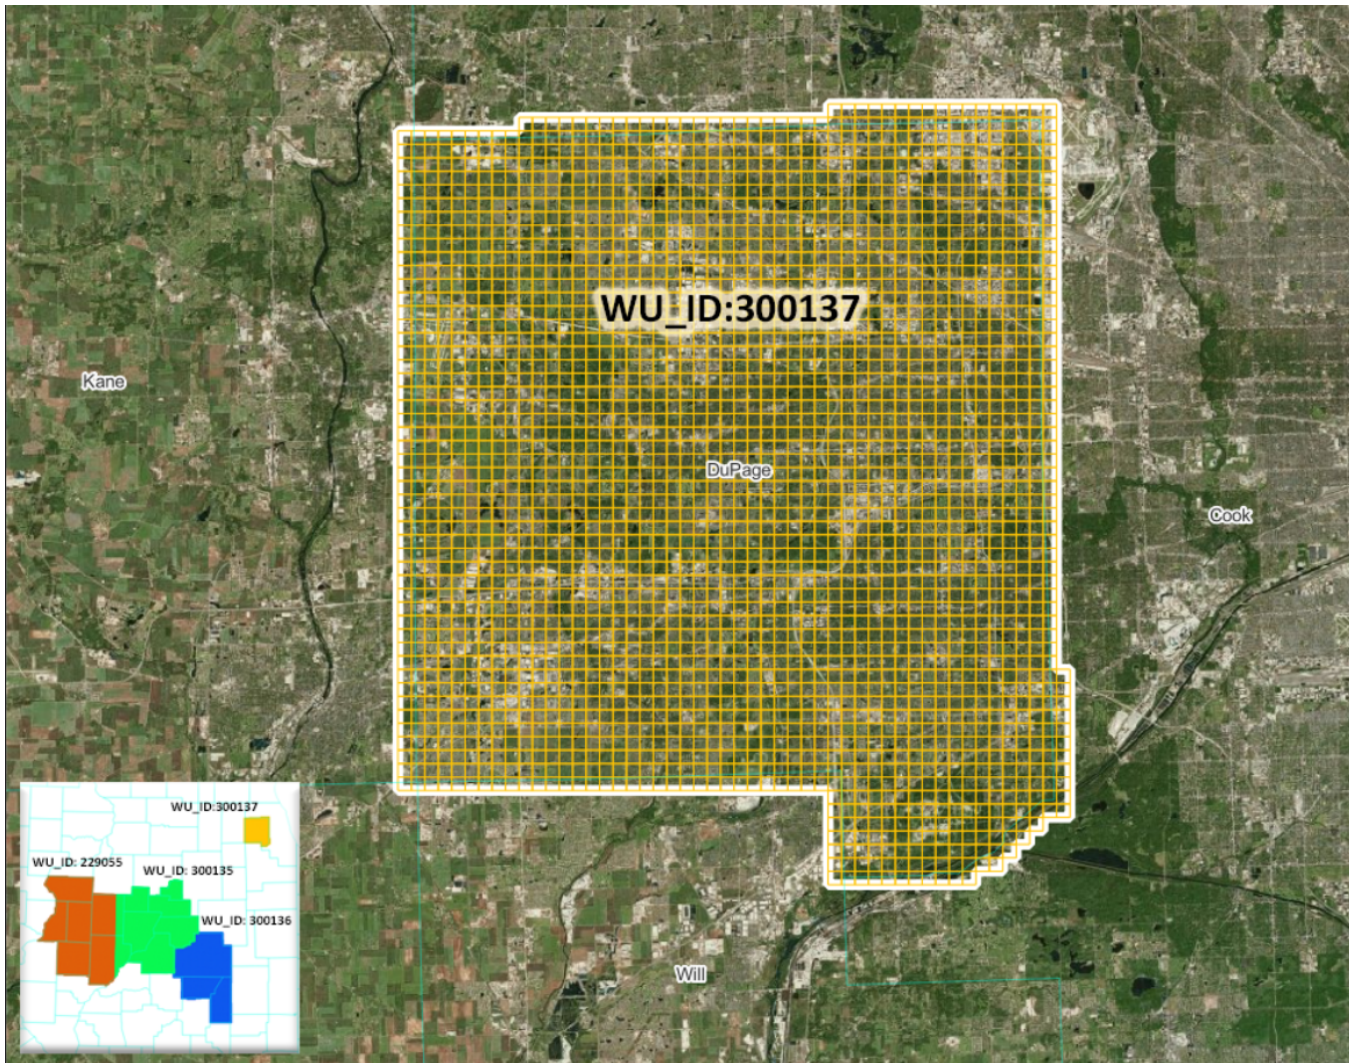 WU_ID:300137
Kane
DuPage
Cook
Will
WU_ID:300137
WU_ID: 229055
WU_ID: 300135
WU_ID: 300136